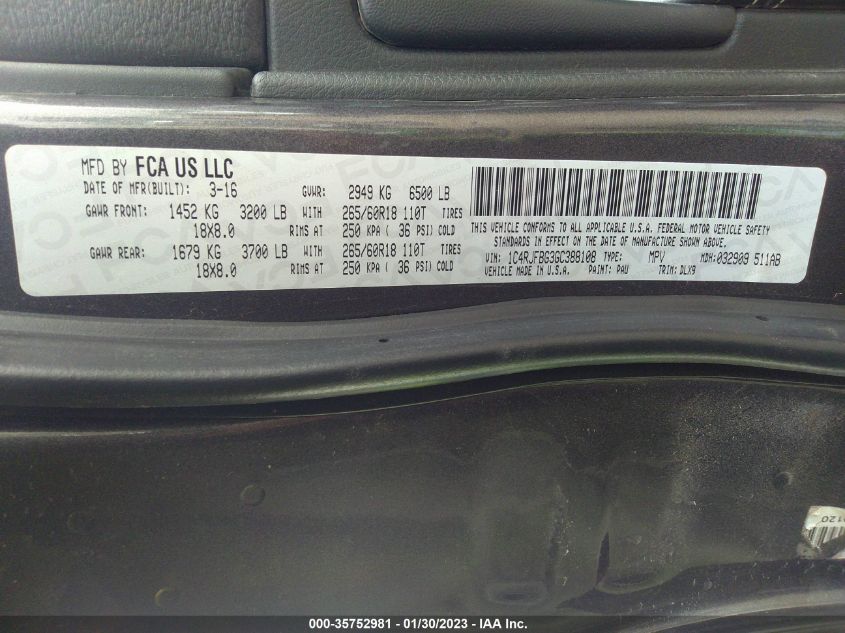 MFD BY FCA US LLC
DATE OF MFR(BUILT): 3-16 GVWR: 2949 KG 6500 LB
GAWR FRONT: 1452 KG 3200 LB WITH 265/60R18 110T TIRES
18X8.0 RIMS AT 250 KPA ( 36 PSI) COLD
GAWR REAR: 1679 KG 3700 LB WITH 265/60R18 110T TIRES
18X8.0 RIMS AT 250 KPA ( 36 PSI) COLD
THIS VEHICLE CONFORMS TO ALL APPLICABLE U.S.A. FEDERAL MOTOR VEHICLE SAFETY
STANDARDS IN EFFECT ON THE DATE OF MANUFACTURE SHOWN ABOVE.
VIN: 1C4RJFBG3GC388108 TYPE: MPV MDH: 032909 511AB
VEHICLE MADE IN U.S.A. PAINT: PAU TRIM: DLX9
0120
000-35752981 / 01/30/2023 / IAA Inc.